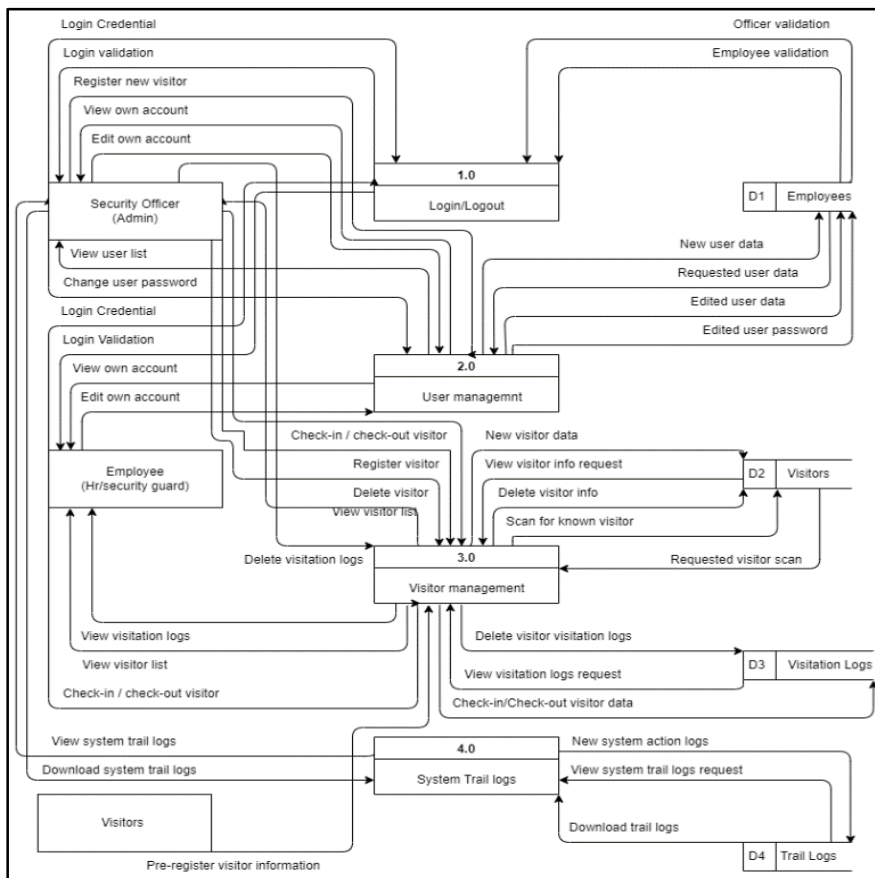 Login Credential
Officer validation
Login validation
Employee validation
Register new visitor
View own account
Edit own account
1.0
Login/Logout
Security Officer
(Admin)
D1
Employees
View user list
New user data
Change user password
Requested user data
Login Credential
Edited user data
Login Validation
Edited user password
View own account
2.0
User managemnt
Edit own account
Check-in / check-out visitor
New visitor data
Employee
(Hr/security guard)
Register visitor
View visitor info request
D2
Visitors
Delete visitor
Delete visitor info
View visitor list
Scan for known visitor
Delete visitation logs
3.0
Requested visitor scan
Visitor management
View visitation logs
Delete visitor visitation logs
View visitor list
View visitation logs request
D3
Visitation Logs
Check-in / check-out visitor
Check-in/Check-out visitor data
View system trail logs
4.0
New system action logs
Download system trail logs
System Trail logs
View system trail logs request
Visitors
Download trail logs
Pre-register visitor information
D4
Trail Logs